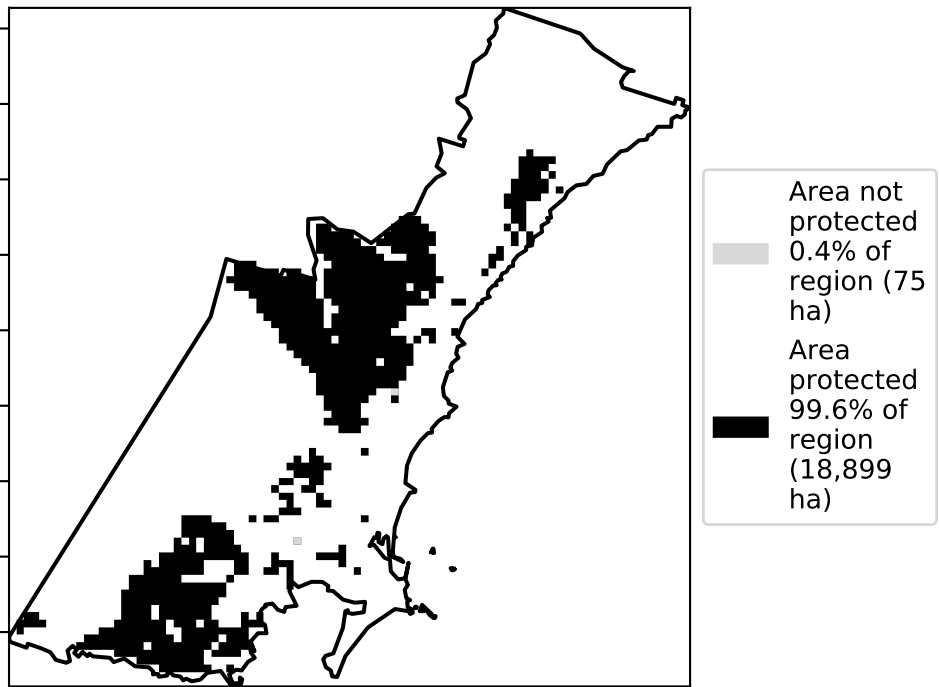 Area not
protected
0.4% of
region (75
ha)
Area
protected
99.6% of
region
(18,899
ha)